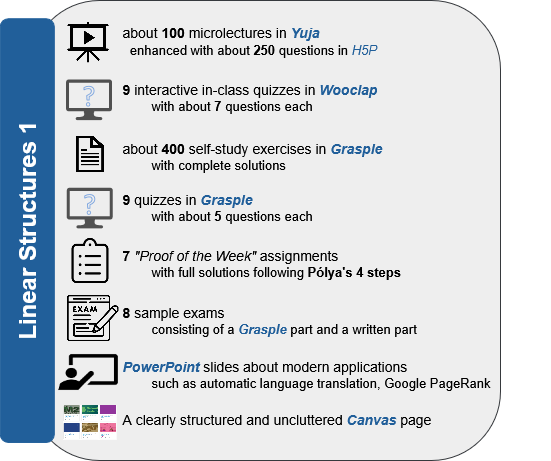 Linear Structures 1
about 100 microlectures in Yuja
enhanced with about 250 questions in H5P
9 interactive in-class quizzes in Wooclap
with about 7 questions each
about 400 self-study exercises in Grasple
with complete solutions
9 quizzes in Grasple
with about 5 questions each
7 "Proof of the Week" assignments
with full solutions following Pólya's 4 steps
EXAM
8 sample exams
consisting of a Grasple part and a written part
PowerPoint slides about modern applications
such as automatic language translation, Google PageRank
A clearly structured and uncluttered Canvas page